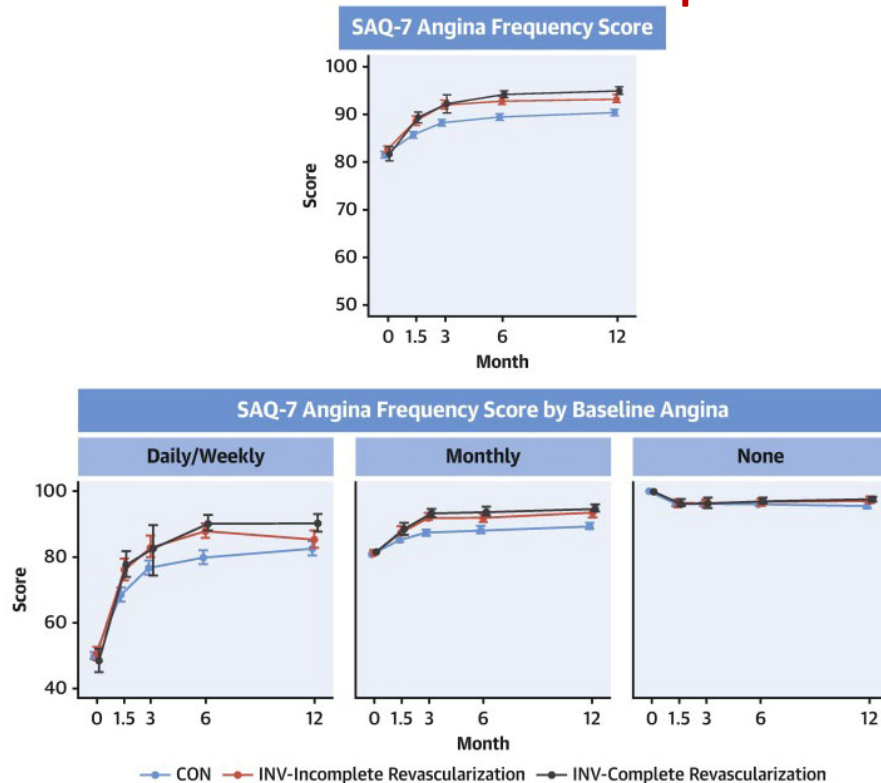 SAQ-7 Angina Frequency Score
100
90
80
70
60
50
Score
0 1.5 3 6 12
Month
SAQ-7 Angina Frequency Score by Baseline Angina
Daily/Weekly Monthly None
100
80
60
40
Score
0 1.5 3 6 12 0 1.5 3 6 12 0 1.5 3 6 12
Month
CON INV-Incomplete Revascularization INV-Complete Revascularization